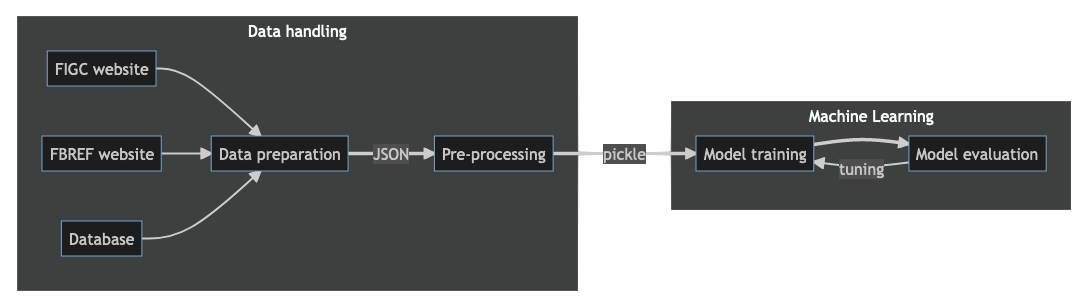 Data handling
FIGC website
FBREF website
Database
Data preparation
JSON
Pre-processing
pickle
Machine Learning
Model training
tuning
Model evaluation